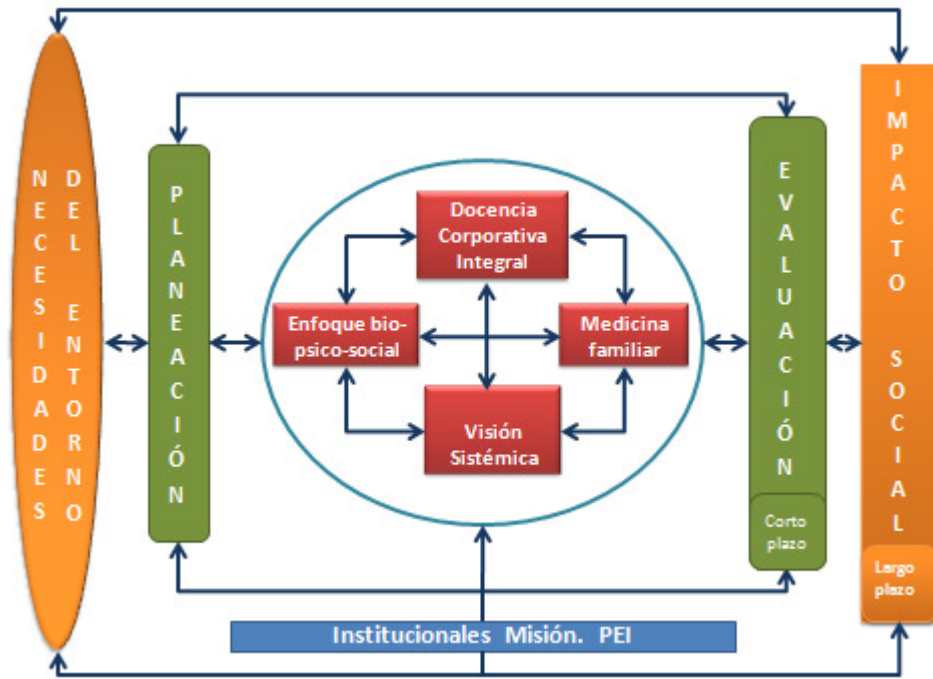 NECESIDADES
DEL ENTORNO
PLANEACIÓN
Docencia
Corporativa
Integral
Enfoque bio-
psico-social
Medicina
familiar
Visión
Sistémica
EVALUACIÓN
Corto
plazo
IMPACTO SOCIAL
Largo
plazo
Institucionales Misión. PEI